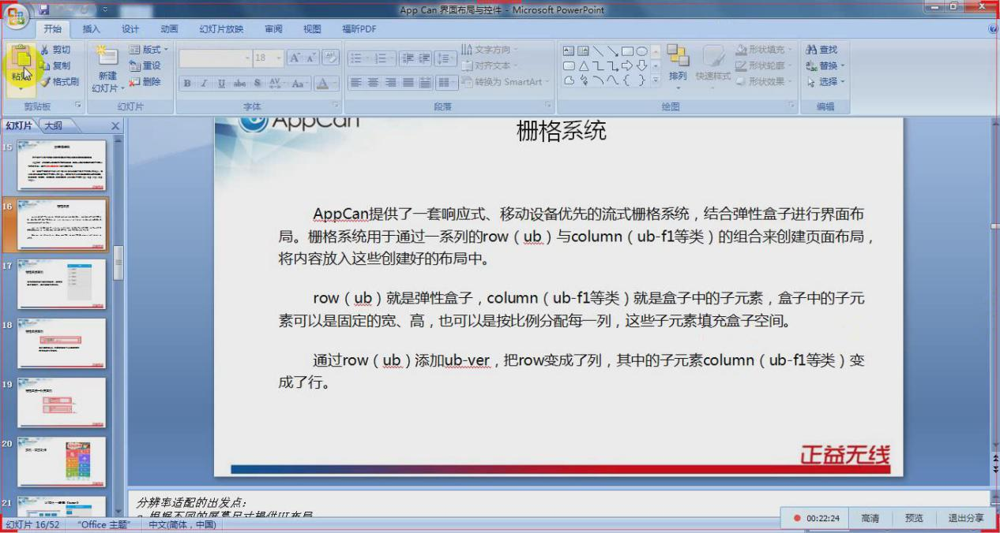 App Can 界面布局与控件 - Microsoft PowerPoint
开始 插入 设计 动画 幻灯片放映 审阅 视图 福昕PDF
粘贴 剪切 复制 格式刷
剪贴板
新建 幻灯片 版式 重设 删除
幻灯片
18
B I U abc S AV Aa A
字体
文字方向
对齐文本
转换为 SmartArt
段落
排列 快速样式 形状填充 形状轮廓 形状效果
绘图
查找
替换
选择
编辑
幻灯片 大纲
15
16
17
18
19
20
21
AppCan
栅格系统
AppCan提供了一套响应式、移动设备优先的流式栅格系统，结合弹性盒子进行界面布
局。栅格系统用于通过一系列的row（ub）与column（ub-f1等类）的组合来创建页面布局，
将内容放入这些创建好的布局中。
row（ub）就是弹性盒子，column（ub-f1等类）就是盒子中的子元素，盒子中的子元
素可以是固定的宽、高，也可以是按比例分配每一列，这些子元素填充盒子空间。
通过row（ub）添加ub-ver，把row变成了列，其中的子元素column（ub-f1等类）变
成了行。
正益无线
分辨率适配的出发点：
根据不同的屏幕尺寸提供UI布局
幻灯片 16/52 "Office 主题" 中文(简体，中国)
00:22:24 高清 预览 退出分享